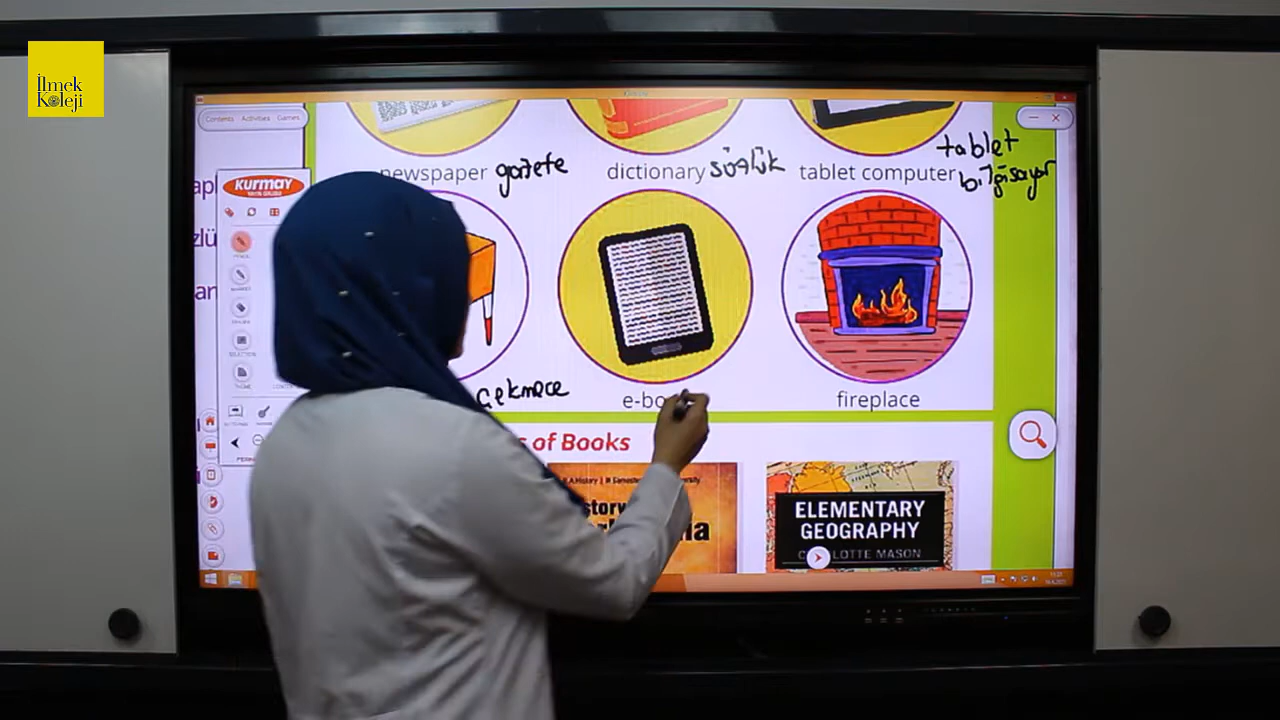 İlmek
Koleji
Contents Activities Games
newspaper gazete
dictionary sözlük
tablet computer tablet
bilgisayar
KURMAY
zlü
çekmece
e-bo
fireplace
s of Books
ELEMENTARY
GEOGRAPHY
LOTTE MASON